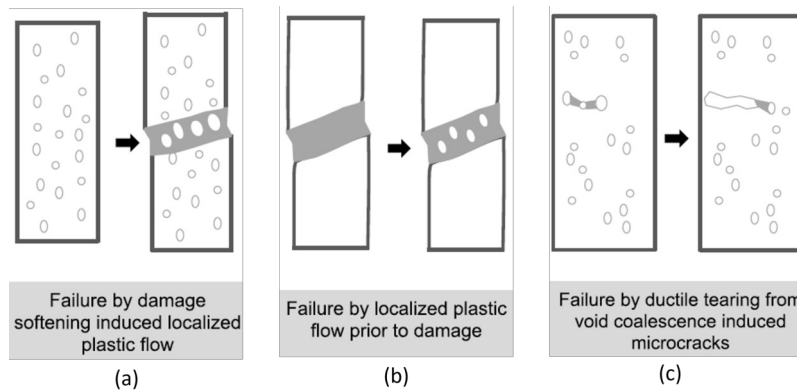 Failure by damage
softening induced localized
plastic flow
Failure by localized plastic
flow prior to damage
Failure by ductile tearing from
void coalescence induced
microcracks
(a)
(b)
(c)